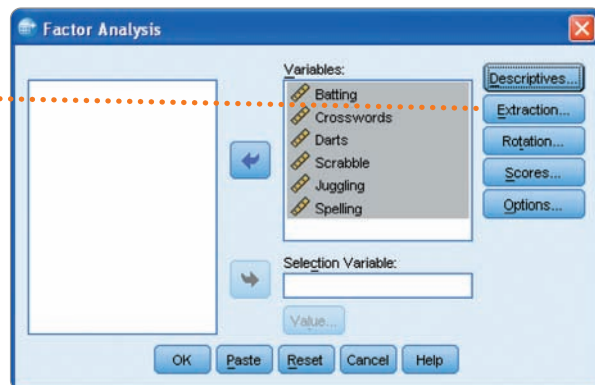 Factor Analysis
Variables:
Batting
Crosswords
Darts
Scrabble
Juggling
Spelling
Descriptives...
Extraction...
Rotation...
Scores...
Options...
Selection Variable:
Value...
OK Paste Reset Cancel Help